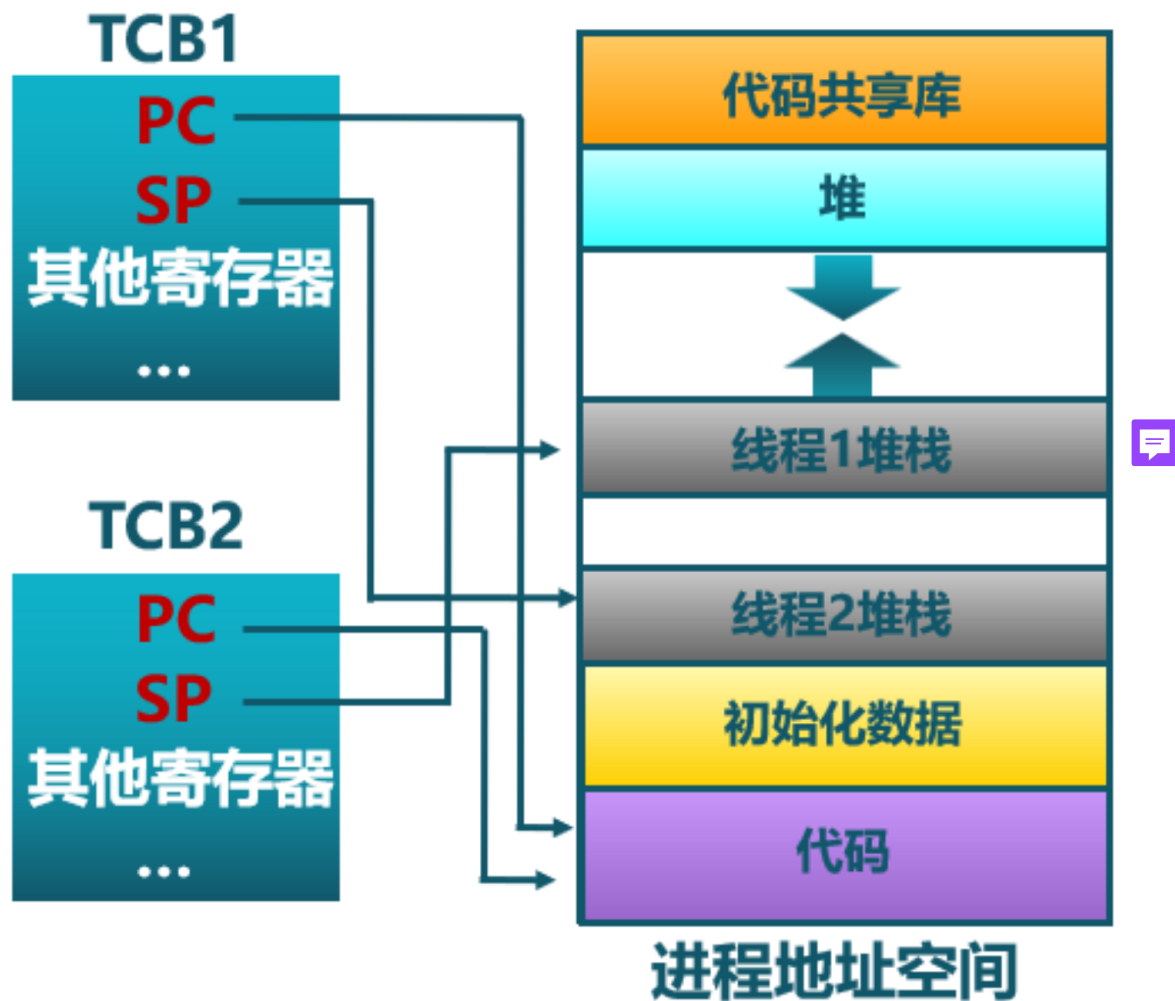 TCB1
PC
SP
其他寄存器
...
TCB2
PC
SP
其他寄存器
...
代码共享库
堆
线程1堆栈
线程2堆栈
初始化数据
代码
进程地址空间